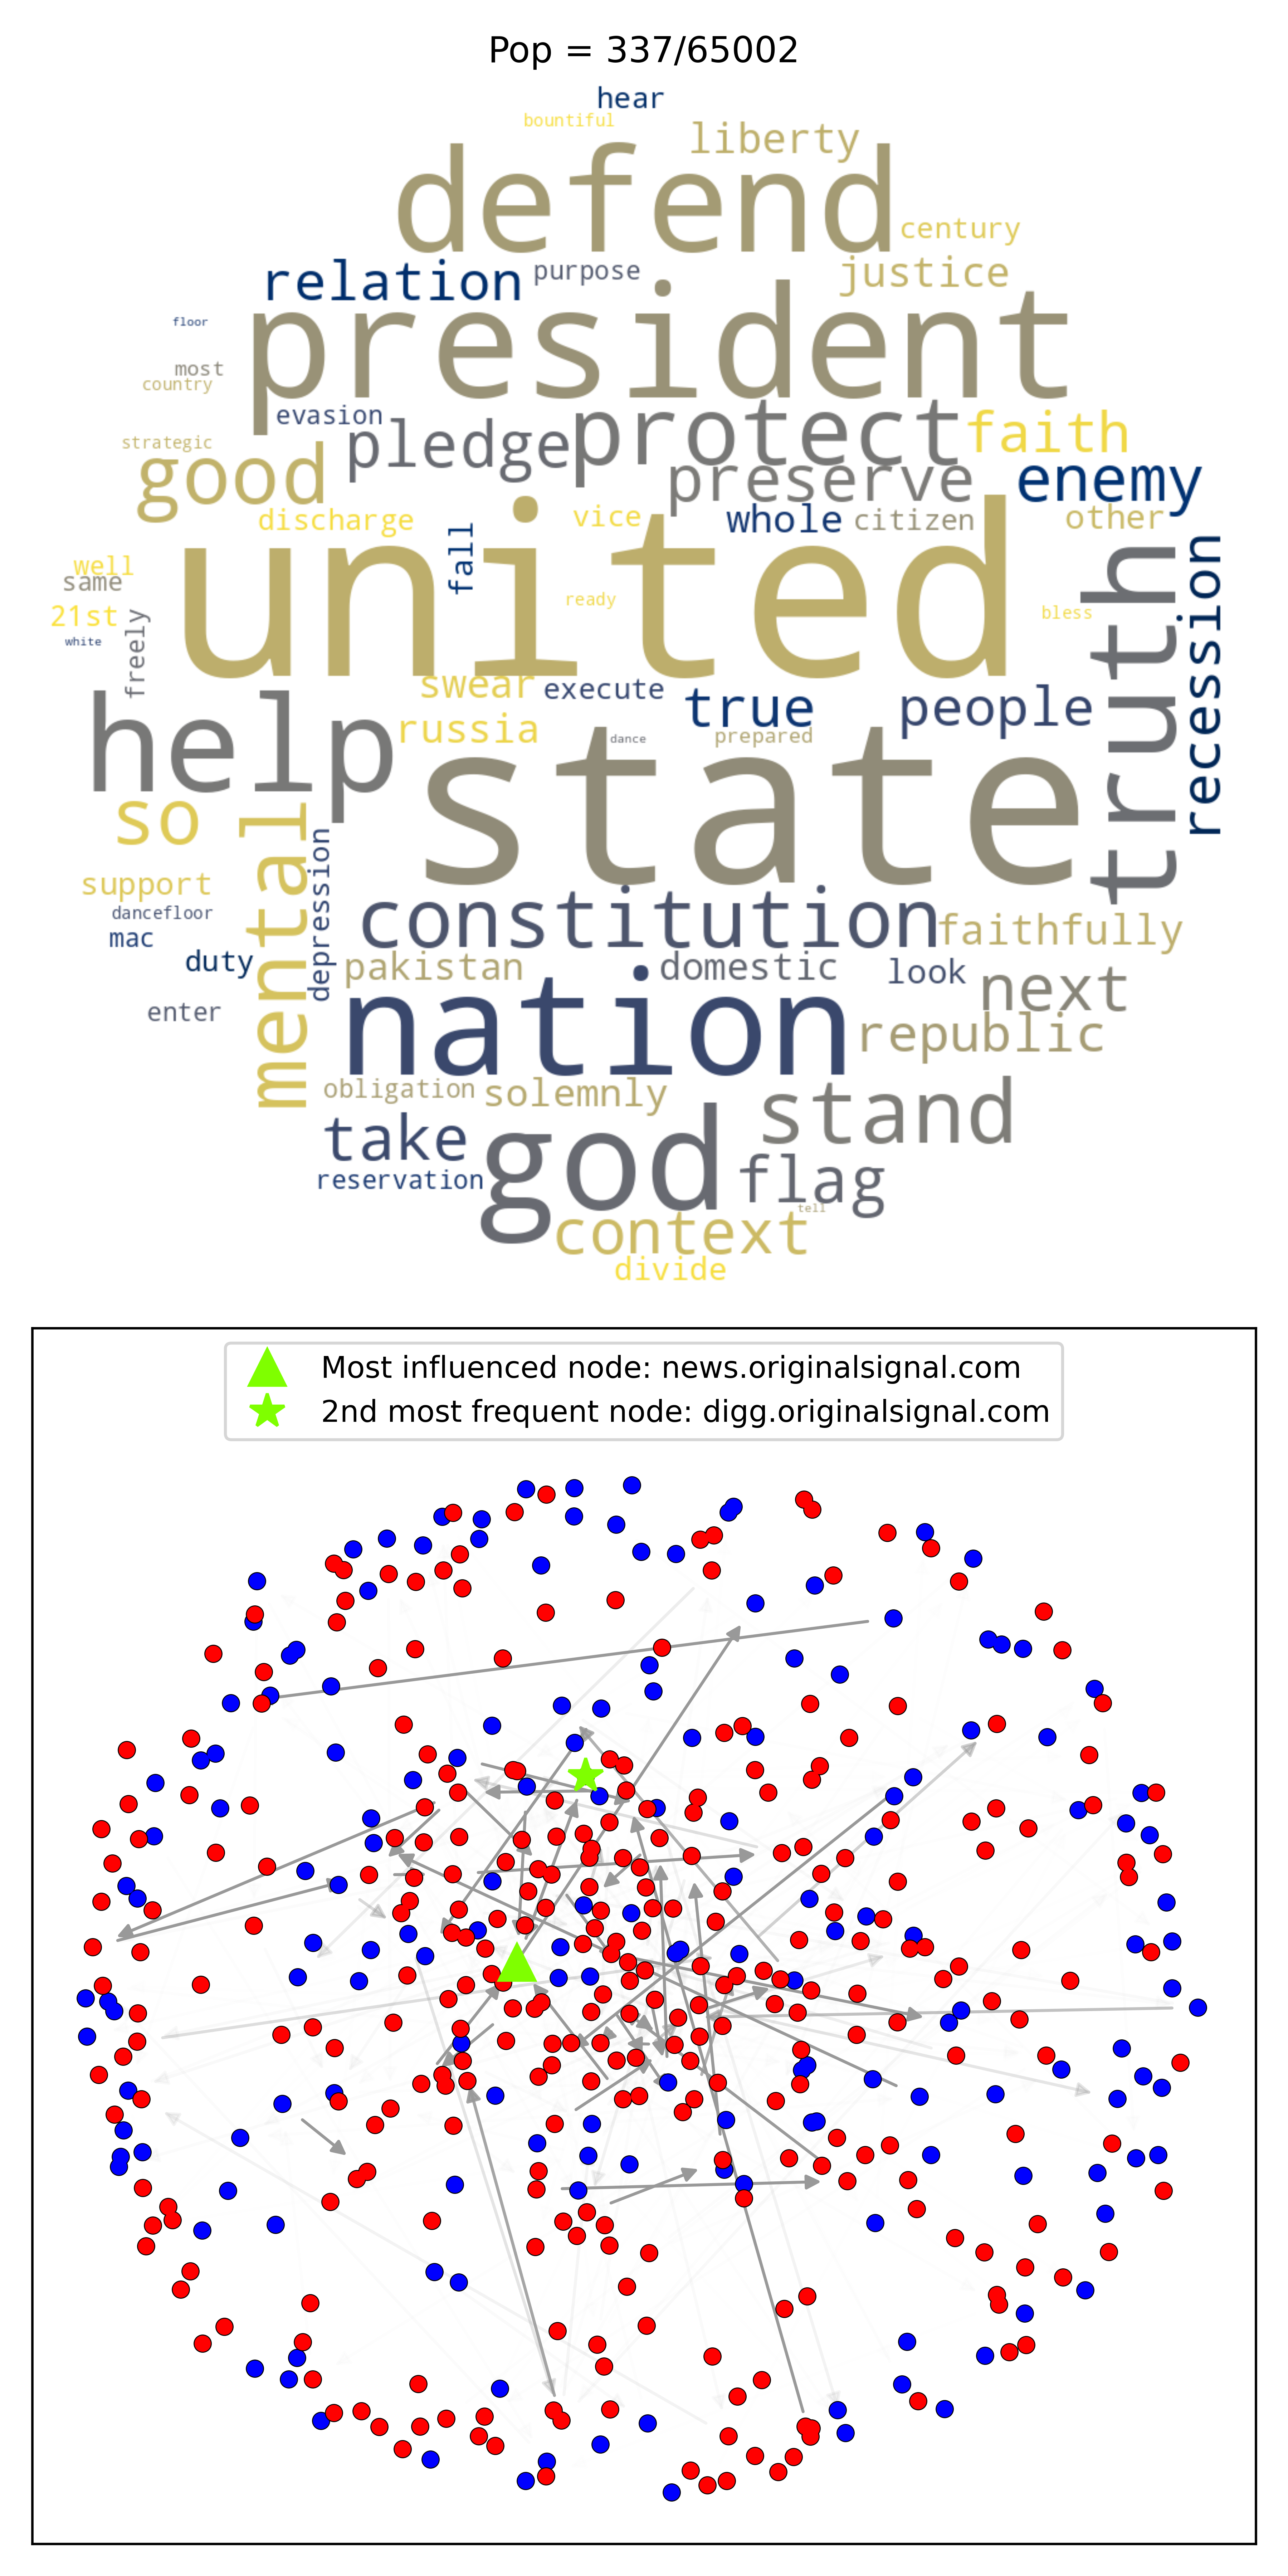 Pop = 337/65002
hear
bountiful
liberty
defend
century
relation
purpose
justice
president
floor
most
country
evasion
pledge
protect
faith
strategic
good
preserve
enemy
discharge
vice
whole
citizen
other
fall
united
truth
recession
well
same
21st
white
freely
ready
bless
swear
execute
true
people
help
russia
dance
prepared
state
so
mental
depression
support
dancefloor
mac
constitution
faithfully
duty
pakistan
domestic
look
next
enter
nation
republic
obligation
solemnly
stand
take
reservation
god
flag
tell
context
divide
Most influenced node: news.originalsignal.com
2nd most frequent node: digg.originalsignal.com